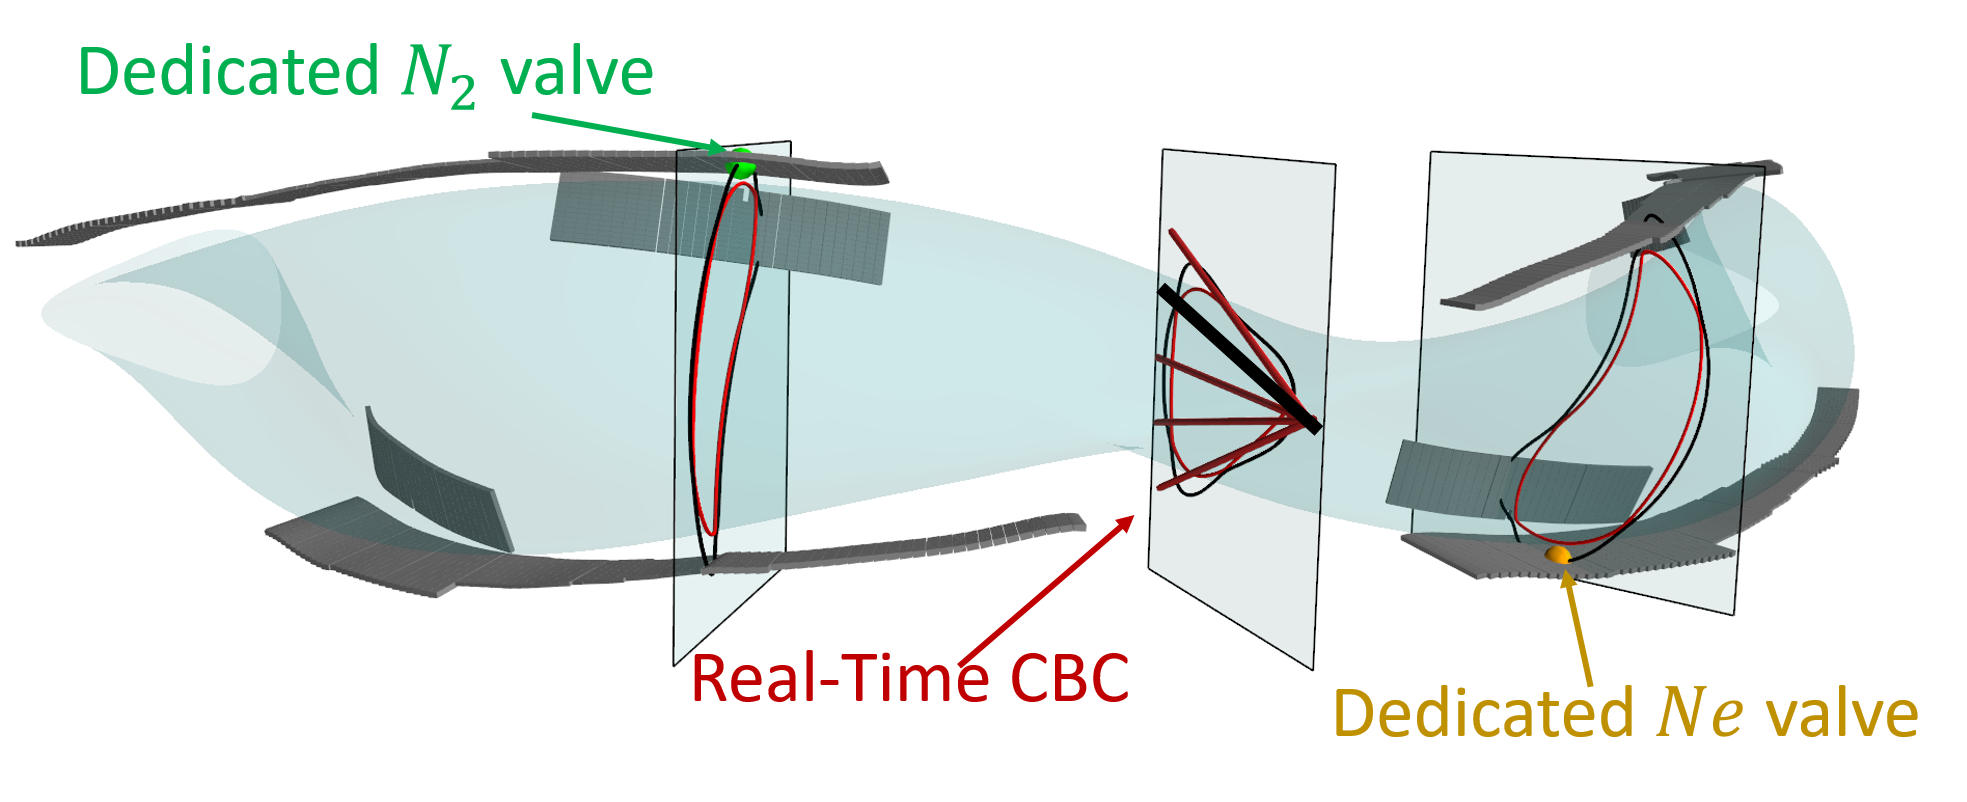 Dedicated N₂ valve
Real-Time CBC
Dedicated Ne valve